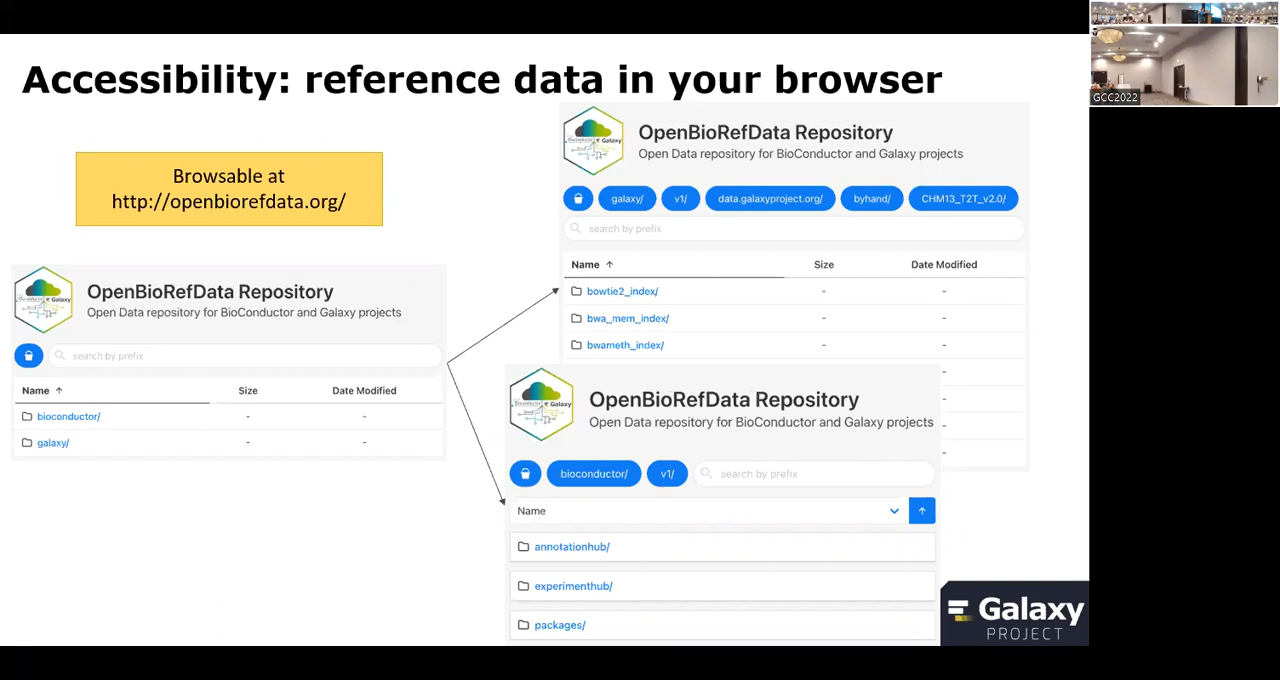 Accessibility: reference data in your browser
Browsable at
http://openbiorefdata.org/
OpenBioRefData Repository
Open Data repository for BioConductor and Galaxy projects
search by prefix
Name ↑ Size Date Modified
bioconductor/ - -
galaxy/ - -
OpenBioRefData Repository
Open Data repository for BioConductor and Galaxy projects
galaxy/ v1/ data.galaxyproject.org/ byhand/ CHM13_T2T_v2.0/
search by prefix
Name ↑ Size Date Modified
bowtie2_index/ - -
bwa_mem_index/ - -
bwameth_index/ - -
-
-
-
-
OpenBioRefData Repository
Open Data repository for BioConductor and Galaxy projects
bioconductor/ v1/ search by prefix
Name
annotationhub/
experimenthub/
packages/
Galaxy
PROJECT
GCC2022